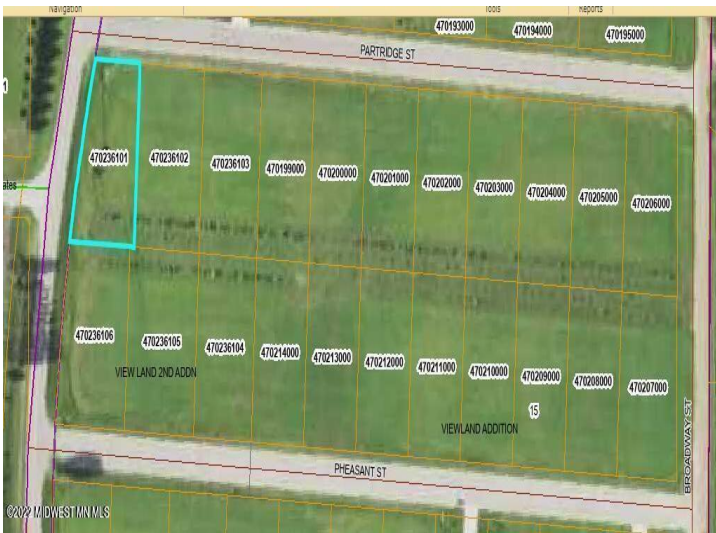 Navigation Tools Reports
470193000 470194000 470195000
PARTRIDGE ST
1
470236101 470236102 470236103 470199000 470200000 470201000 470202000 470203000 470204000 470205000 470206000
ates
470236106 470236105 470236104 470214000 470213000 470212000 470211000 470210000 470209000 470208000 470207000
VIEW LAND 2ND ADDN
15
VIEWLAND ADDITION
BROADWAY ST
PHEASANT ST
©2022 MIDWEST MN MLS